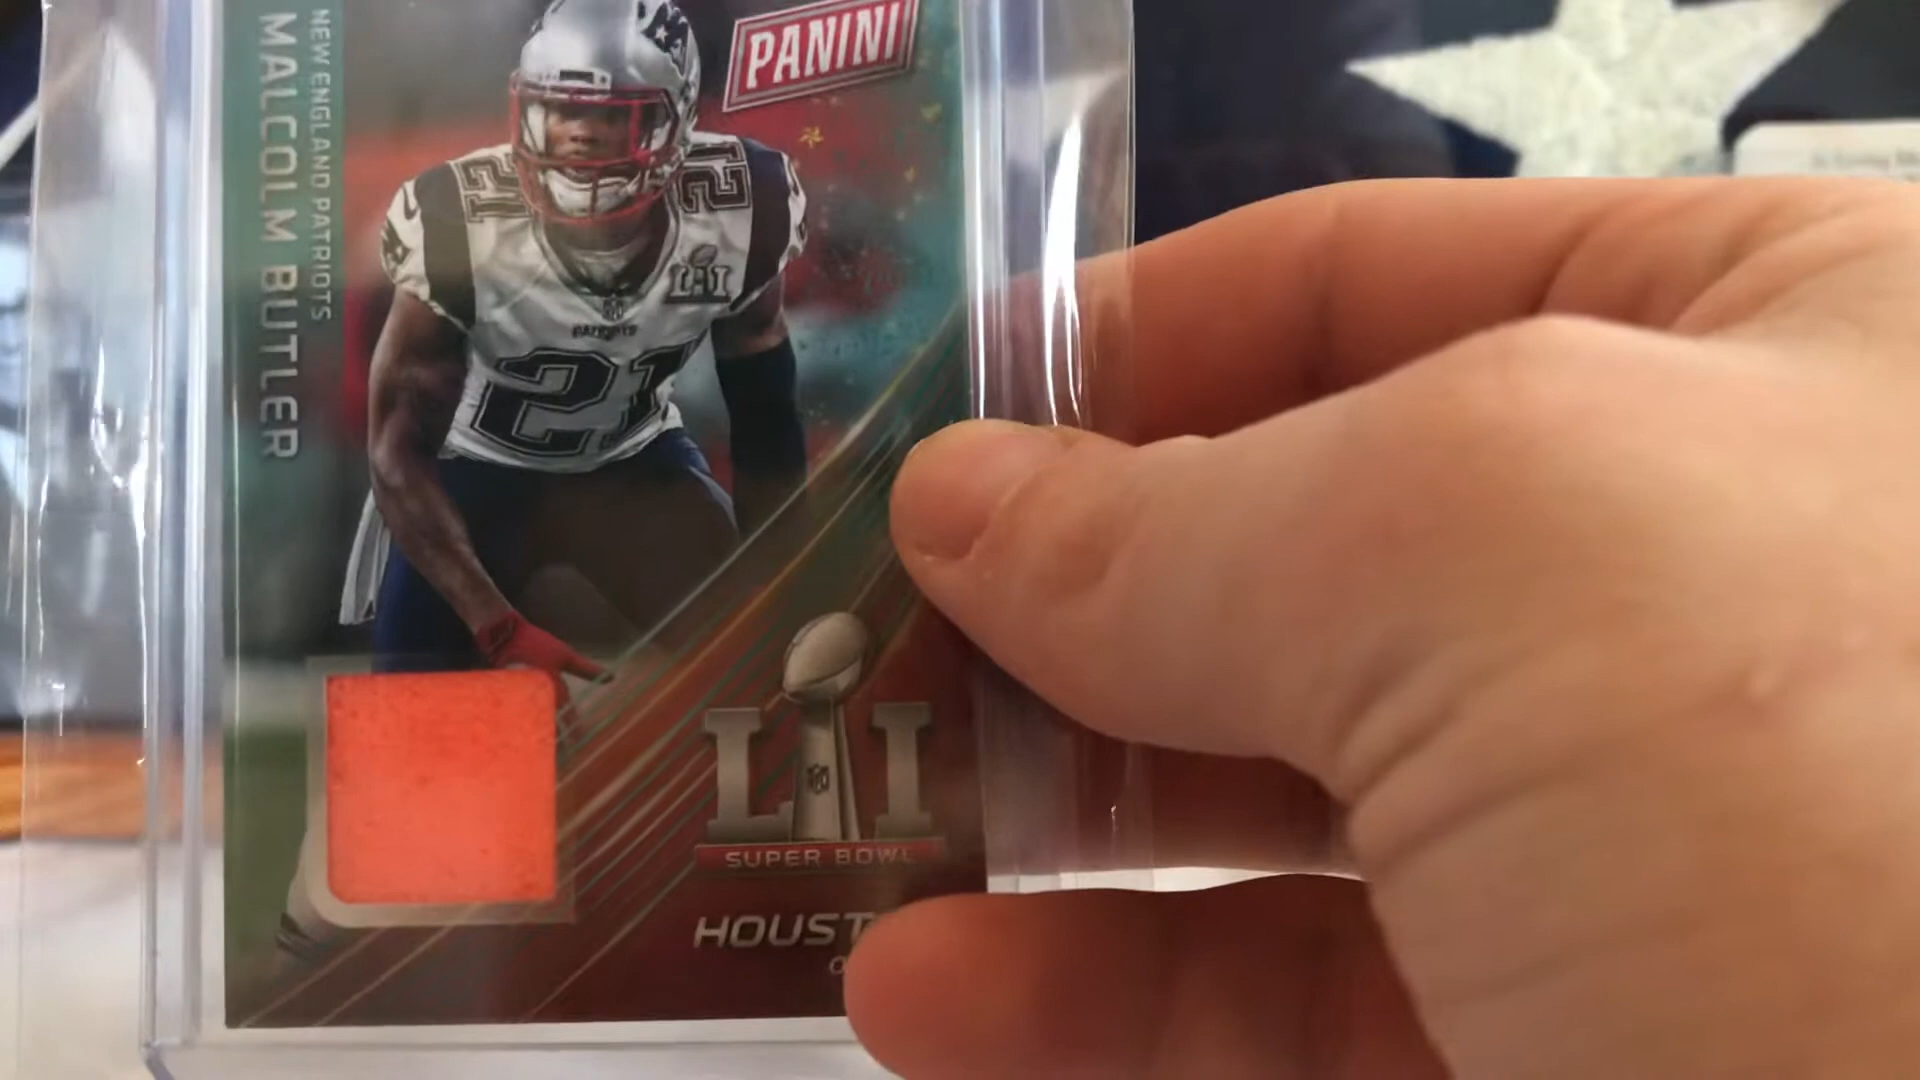 PANINI
NEW ENGLAND PATRIOTS
MALCOLM BUTLER
21
21
LI
PATRIOTS
21
LI
SUPER BOWL
HOUST